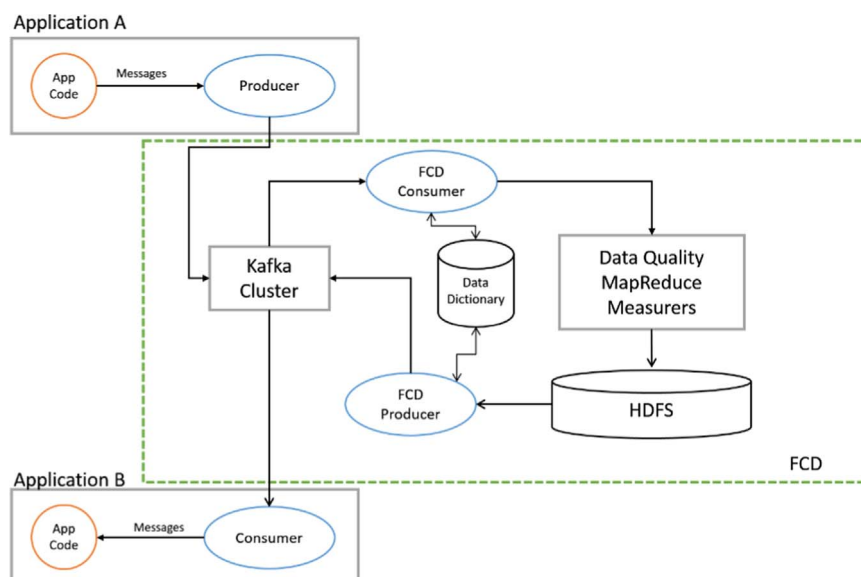 Application A
App
Code
Messages
Producer
FCD
Consumer
Kafka
Cluster
Data
Dictionary
Data Quality
MapReduce
Measurers
FCD
Producer
HDFS
FCD
Application B
App
Code
Messages
Consumer